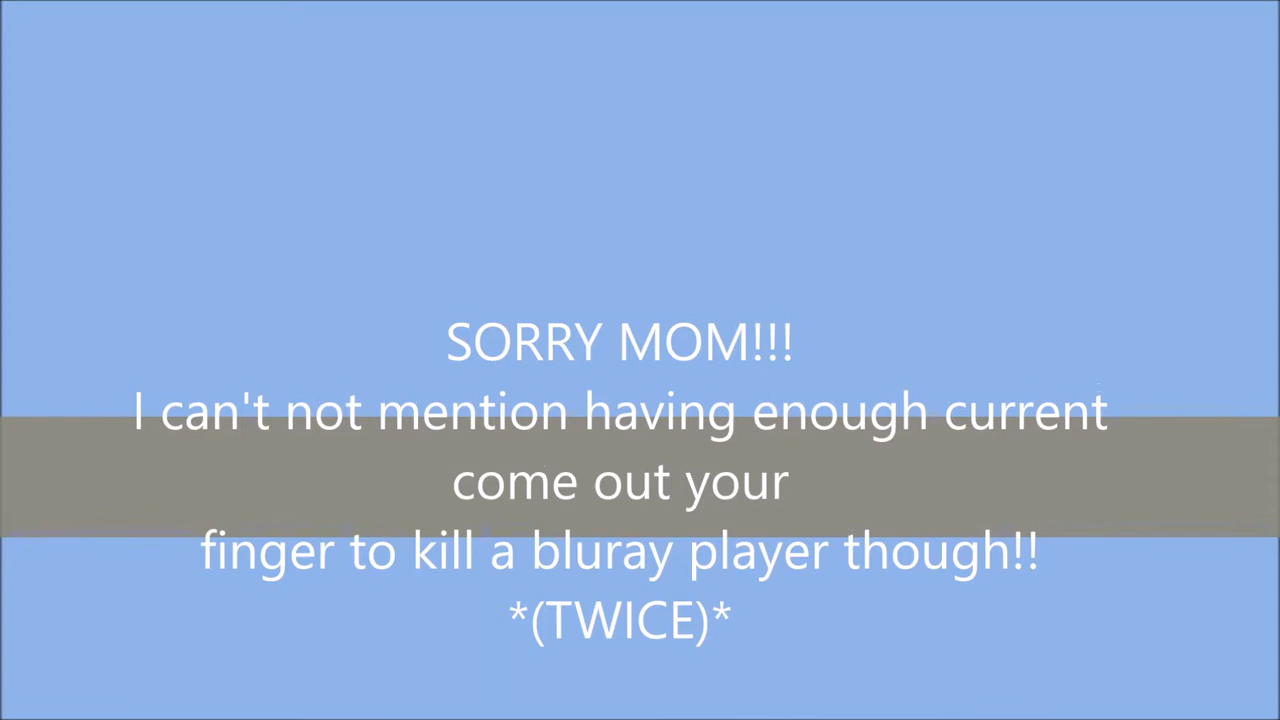 SORRY MOM!!!
I can't not mention having enough current
come out your
finger to kill a bluray player though!!
*(TWICE)*